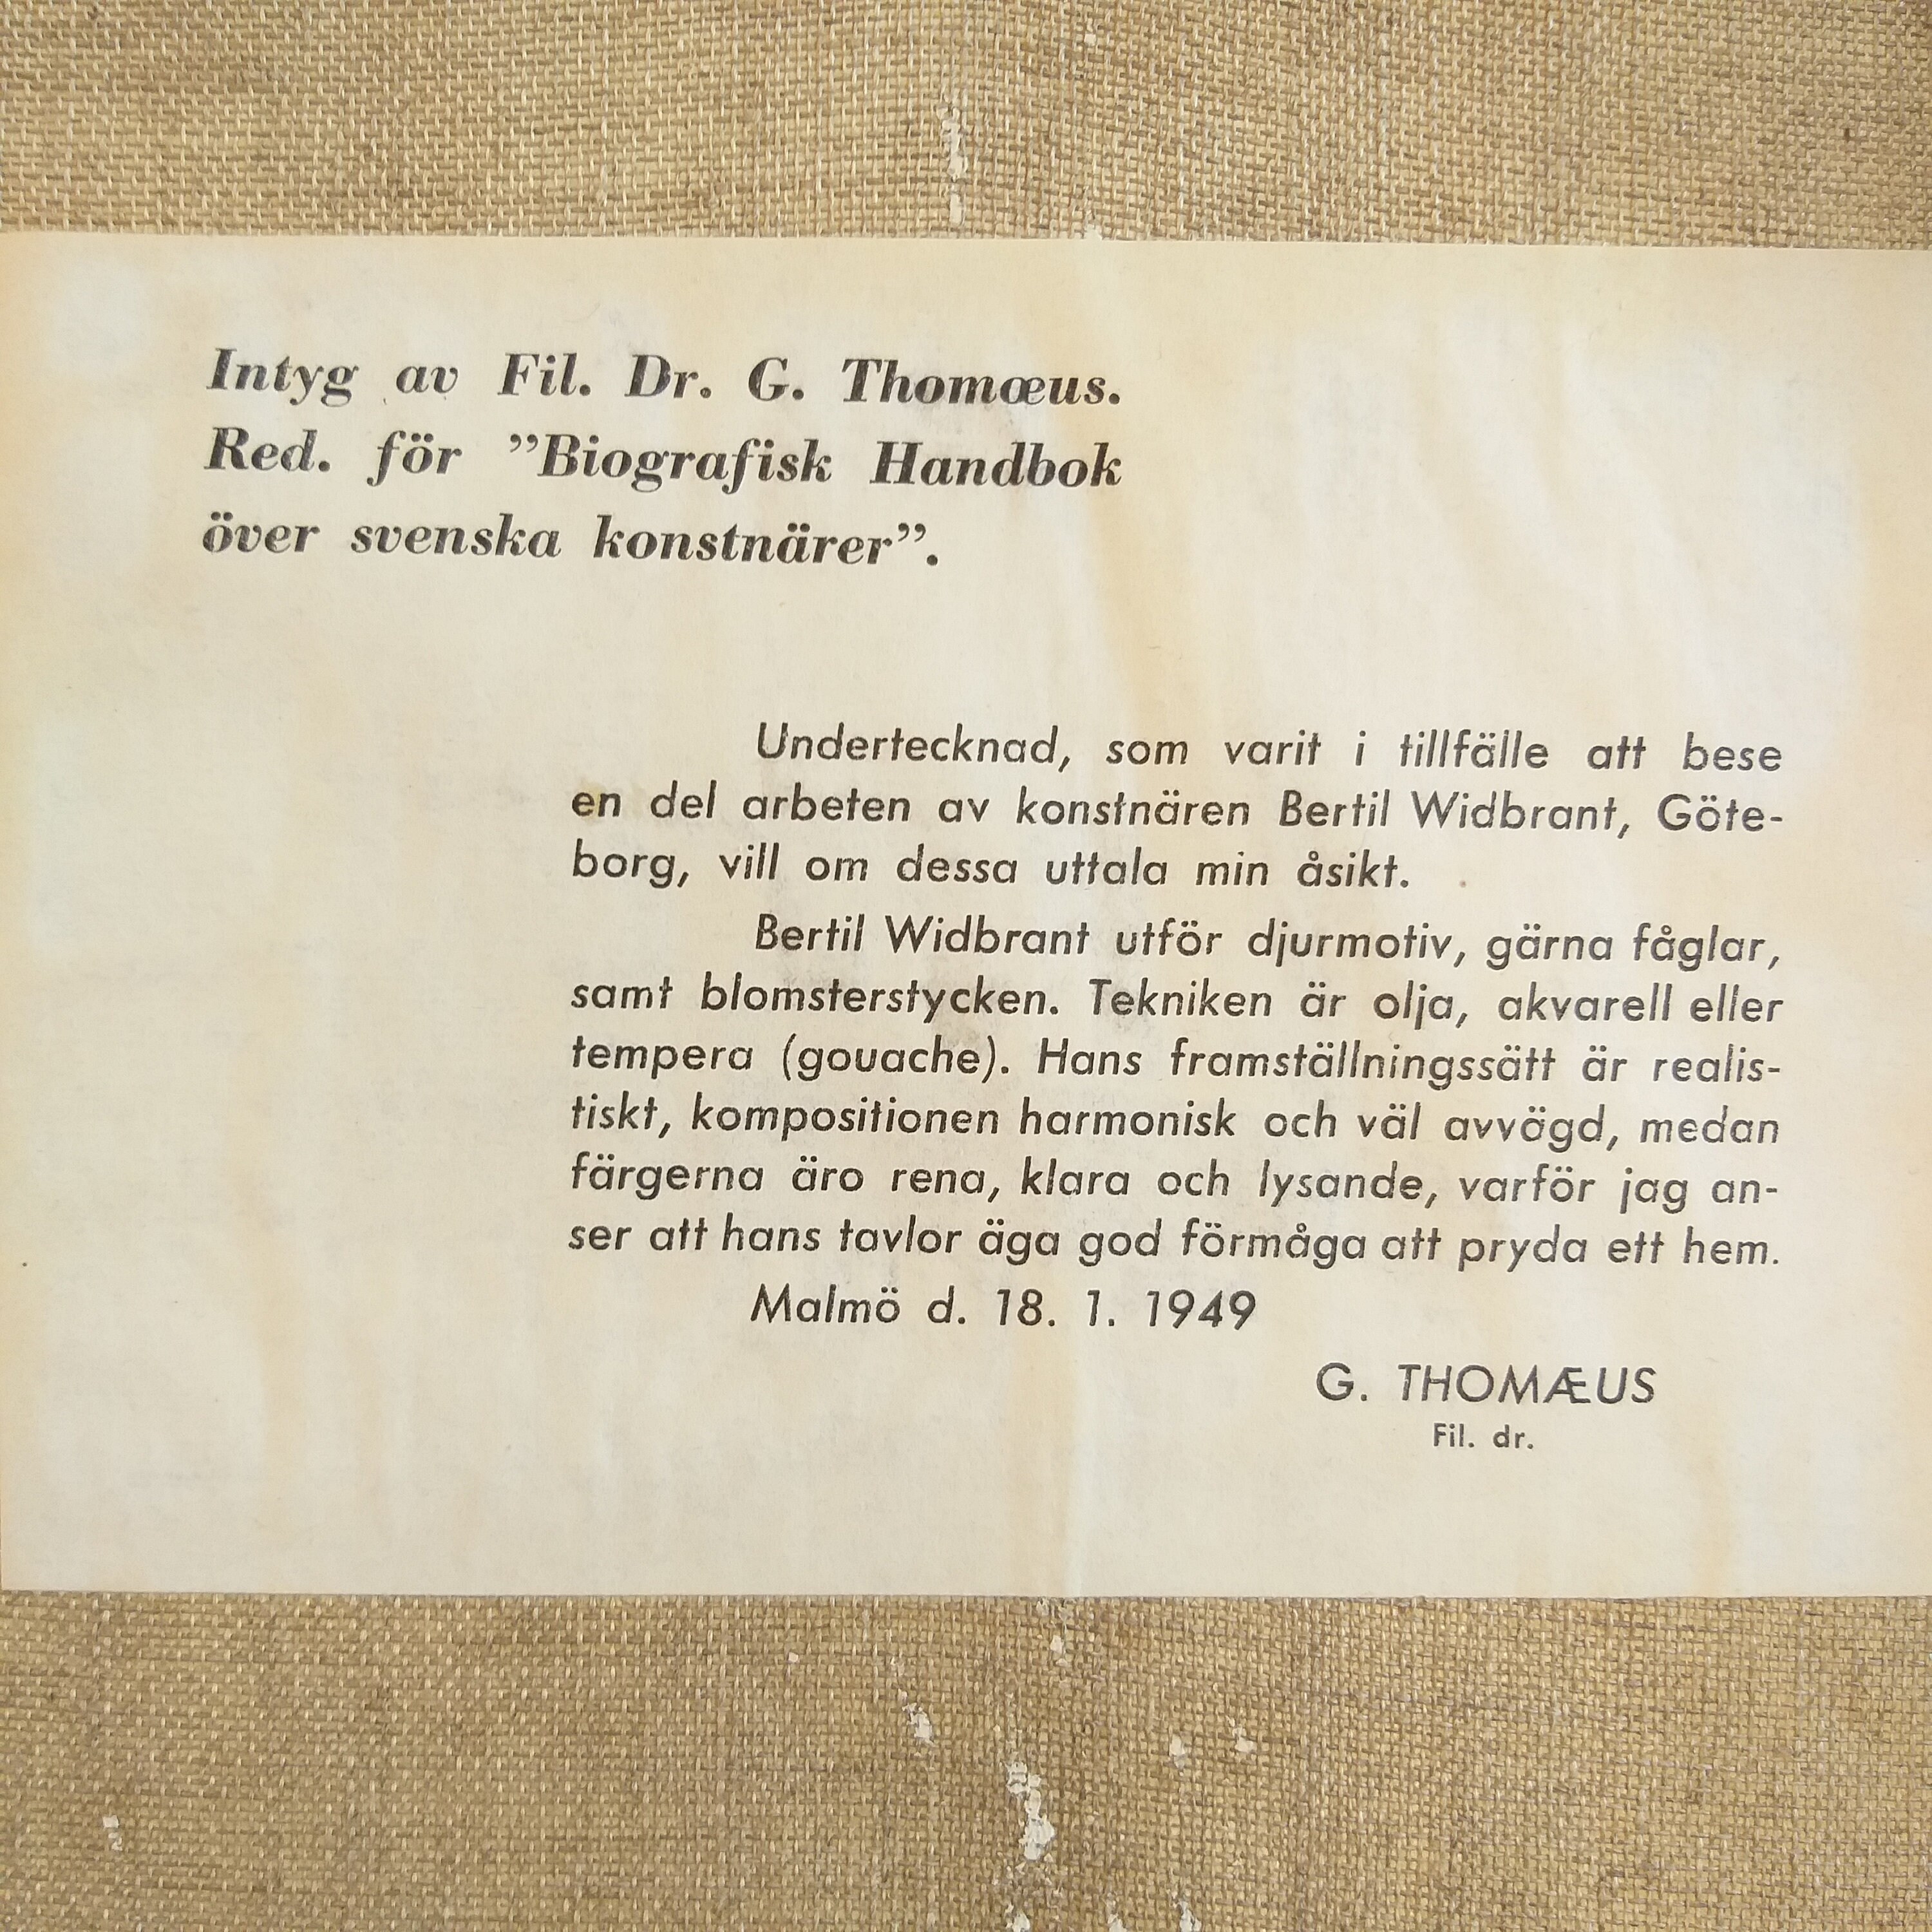 Intyg av Fil. Dr. G. Thomæus.
Red. för ”Biografisk Handbok
över svenska konstnärer”.
Undertecknad, som varit i tillfälle att bese
en del arbeten av konstnären Bertil Widbrant, Göte-
borg, vill om dessa uttala min åsikt.
Bertil Widbrant utför djurmotiv, gärna fåglar,
samt blomsterstycken. Tekniken är olja, akvarell eller
tempera (gouache). Hans framställningssätt är realis-
tiskt, kompositionen harmonisk och väl avvägd, medan
färgerna äro rena, klara och lysande, varför jag an-
ser att hans tavlor äga god förmåga att pryda ett hem.
Malmö d. 18. 1. 1949
G. THOMÆUS
Fil. dr.